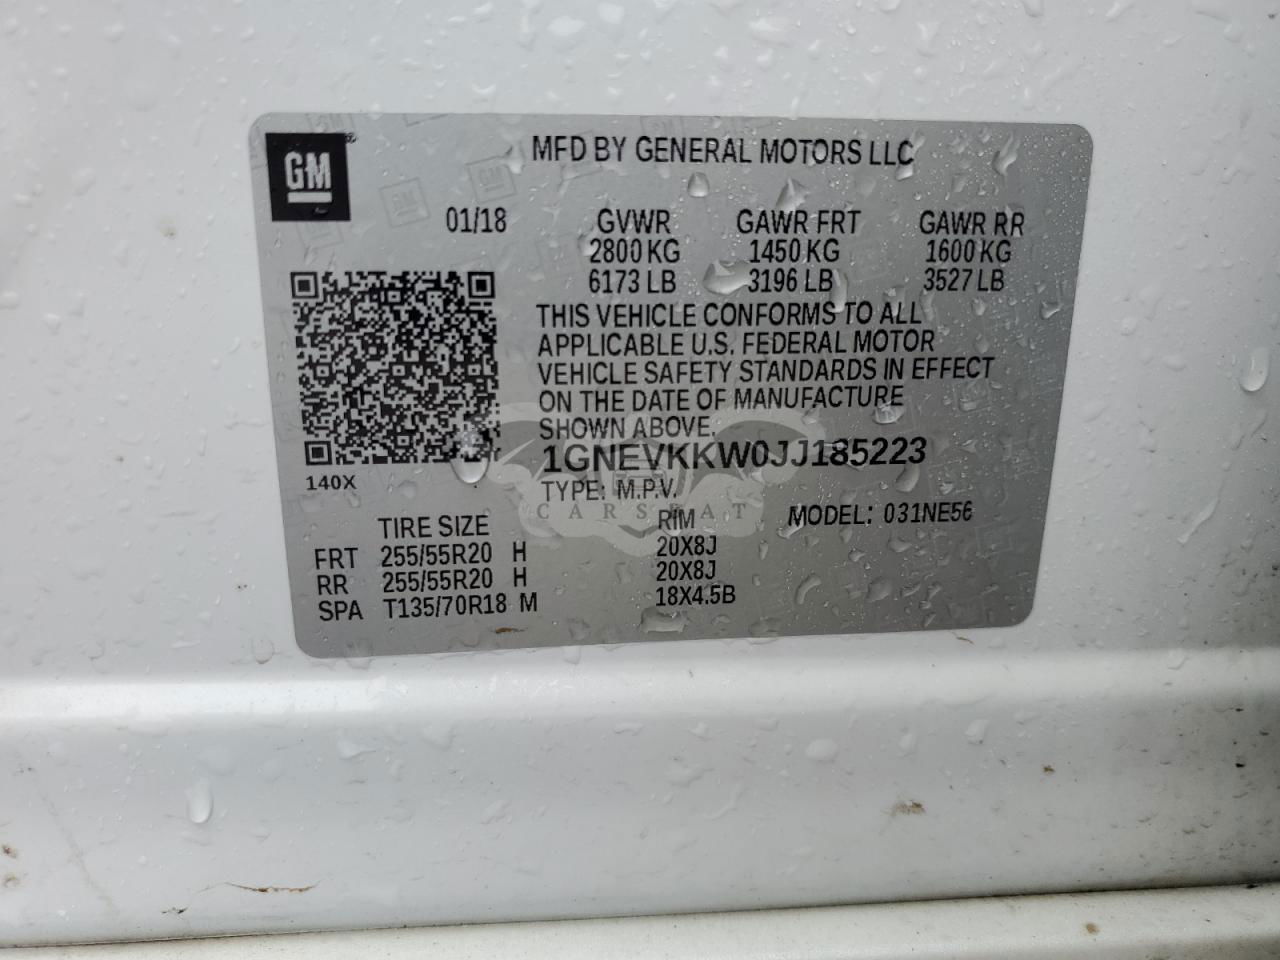 GM
MFD BY GENERAL MOTORS LLC
01/18 GVWR GAWR FRT GAWR RR
2800 KG 1450 KG 1600 KG
6173 LB 3196 LB 3527 LB
THIS VEHICLE CONFORMS TO ALL
APPLICABLE U.S. FEDERAL MOTOR
VEHICLE SAFETY STANDARDS IN EFFECT
ON THE DATE OF MANUFACTURE
SHOWN ABOVE.
1GNEVKKW0JJ185223
140X
TYPE: M.P.V.
CARSBAT
MODEL: 031NE56
TIRE SIZE RIM
FRT 255/55R20 H 20X8J
RR 255/55R20 H 20X8J
SPA T135/70R18 M 18X4.5B